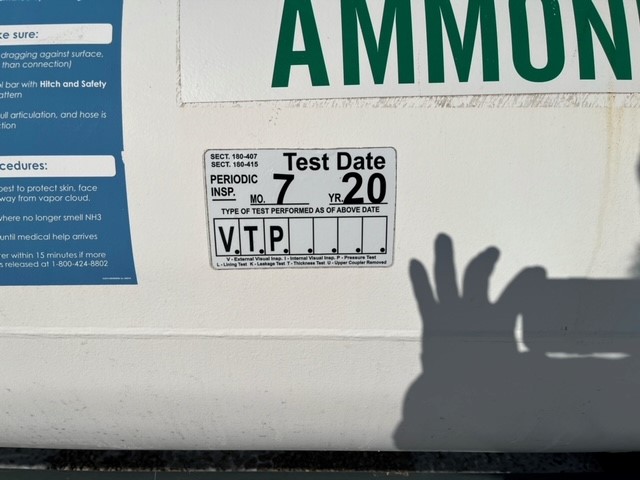 AMMON
ke sure:
dragging against surface,
than connection)
bar with Hitch and Safety
attern
ull articulation, and hose is
ction
cedures:
best to protect skin, face
way from vapor cloud.
where no longer smell NH3
until medical help arrives
ter within 15 minutes if more
s released at 1-800-424-8802
SECT. 180-407
SECT. 180-415
Test Date
PERIODIC
INSP.
MO. 7 YR. 20
TYPE OF TEST PERFORMED AS OF ABOVE DATE
V.T.P. . . . .
V - External Visual Insp. I - Internal Visual Insp. P - Pressure Test
L - Lining Test K - Leakage Test T - Thickness Test U - Upper Coupler Removed